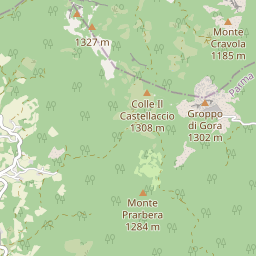 1327 m
Monte
Cravola
1185 m
Parma
Colle Il
Castellaccio
1308 m
Groppo
di Gora
1302 m
Monte
Prarbera
1284 m